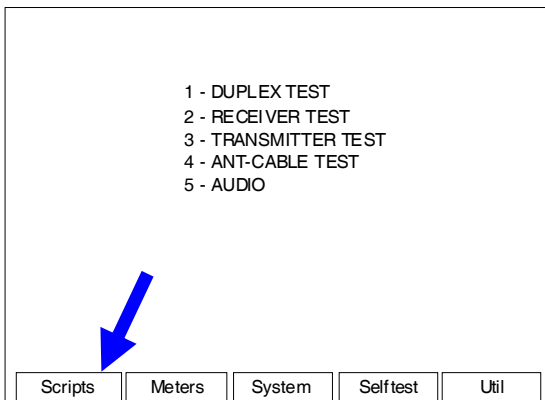 1 - DUPLEX TEST
2 - RECEIVER TEST
3 - TRANSMITTER TEST
4 - ANT-CABLE TEST
5 - AUDIO
Scripts Meters System Selftest Util